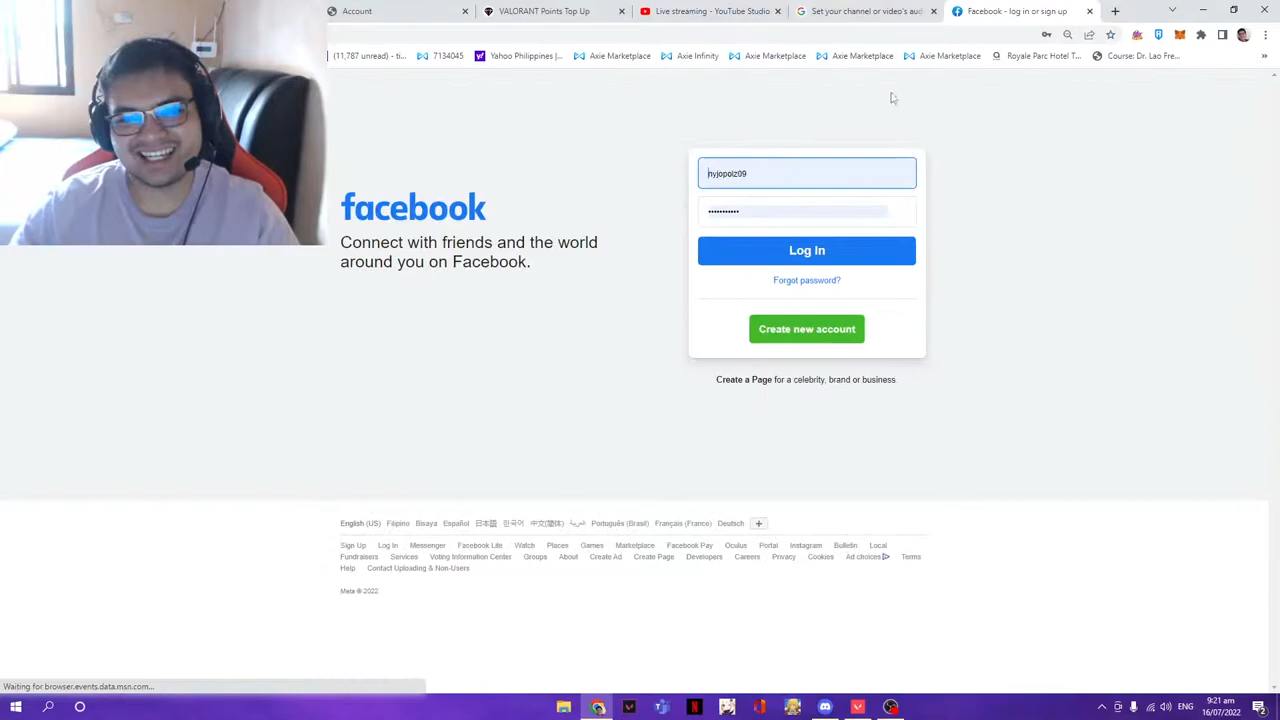 Account
VALORANT Points Top Up
Live streaming - YouTube Studio
Set your channel or video's aud
Facebook - log in or sign up
(11,787 unread) - ti...
7134045
Yahoo Philippines |...
Axie Marketplace
Axie Infinity
Axie Marketplace
Axie Marketplace
Axie Marketplace
Royale Parc Hotel T...
Course: Dr. Lao Fre...
»
facebook
Connect with friends and the world
around you on Facebook.
nyjopolz09
•••••••••••
Log In
Forgot password?
Create new account
Create a Page for a celebrity, brand or business.
English (US) Filipino Bisaya Español 日本語 한국어 中文(简体) العربية Português (Brasil) Français (France) Deutsch +
Sign Up Log In Messenger Facebook Lite Watch Places Games Marketplace Facebook Pay Oculus Portal Instagram Bulletin Local
Fundraisers Services Voting Information Center Groups About Create Ad Create Page Developers Careers Privacy Cookies Ad choices Terms
Help Contact Uploading & Non-Users
Meta © 2022
Waiting for browser.events.data.msn.com...
ENG
9:21 am
16/07/2022